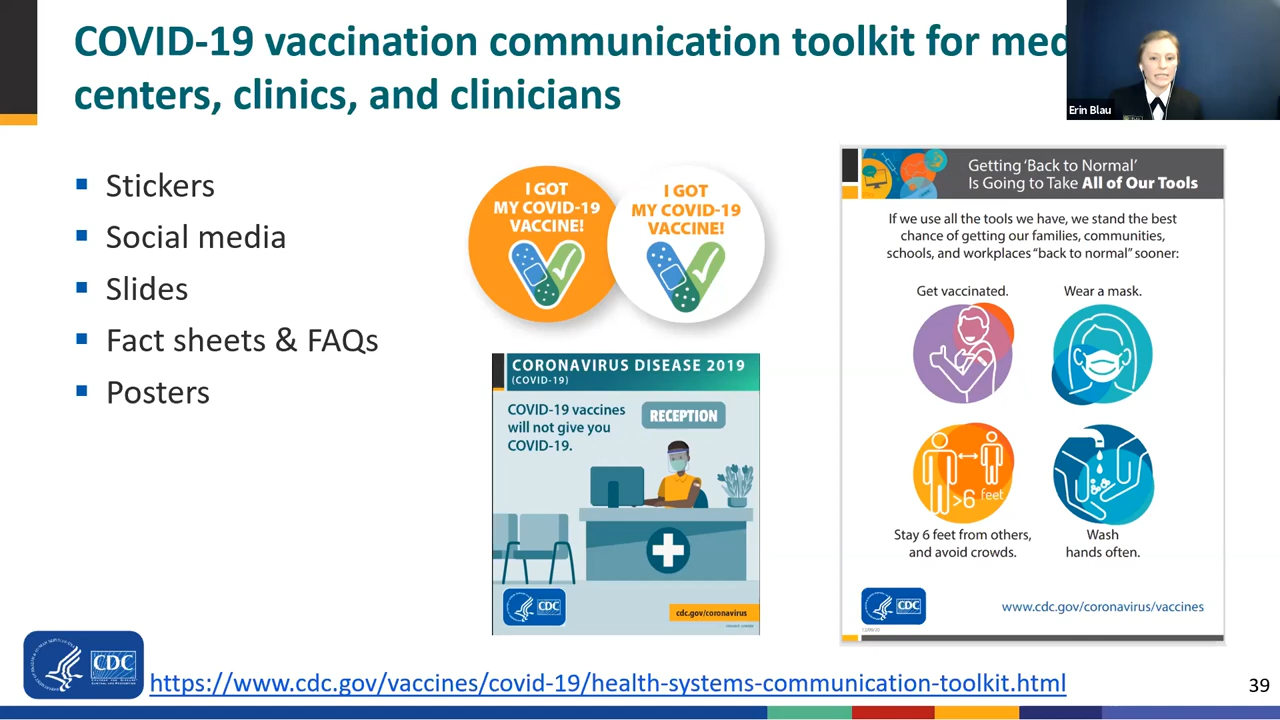 COVID-19 vaccination communication toolkit for med
centers, clinics, and clinicians
Erin Blau
Stickers
Social media
Slides
Fact sheets & FAQs
Posters
I GOT
MY COVID-19
VACCINE!
I GOT
MY COVID-19
VACCINE!
CORONAVIRUS DISEASE 2019
(COVID-19)
COVID-19 vaccines
will not give you
COVID-19.
RECEPTION
CDC
cdc.gov/coronavirus
Getting 'Back to Normal'
Is Going to Take All of Our Tools
If we use all the tools we have, we stand the best
chance of getting our families, communities,
schools, and workplaces "back to normal" sooner:
Get vaccinated.
Wear a mask.
>6 feet
Stay 6 feet from others,
and avoid crowds.
Wash
hands often.
CDC
www.cdc.gov/coronavirus/vaccines
CDC
https://www.cdc.gov/vaccines/covid-19/health-systems-communication-toolkit.html
39